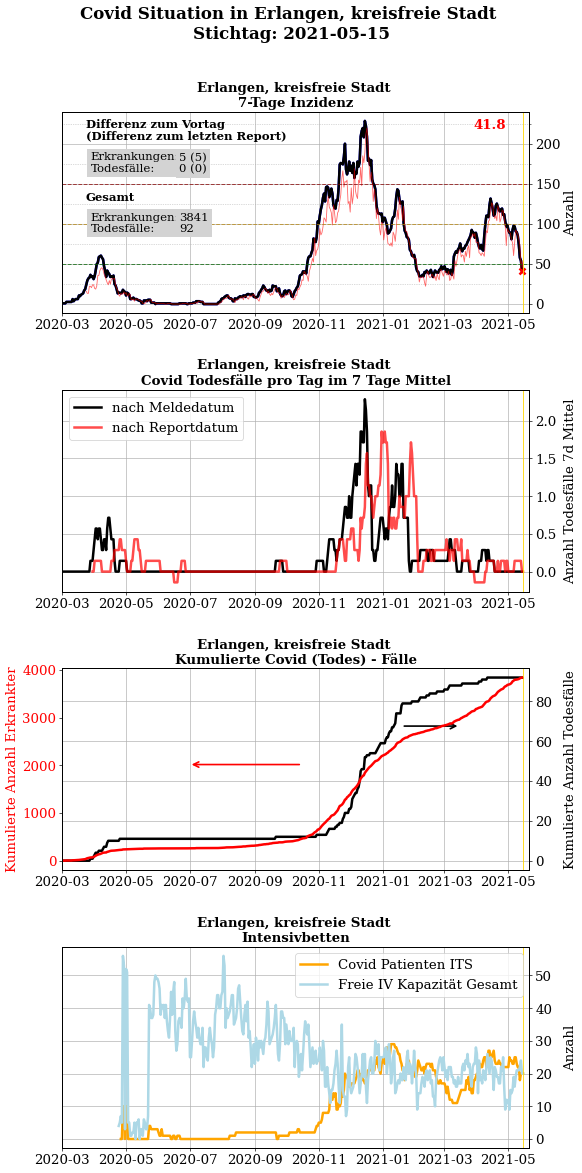 Covid Situation in Erlangen, kreisfreie Stadt
Stichtag: 2021-05-15
Erlangen, kreisfreie Stadt
7-Tage Inzidenz
Differenz zum Vortag
(Differenz zum letzten Report)
Erkrankungen 5 (5)
Todesfälle: 0 (0)
Gesamt
Erkrankungen 3841
Todesfälle: 92
41.8
200
150
100
50
0
Anzahl
2020-03 2020-05 2020-07 2020-09 2020-11 2021-01 2021-03 2021-05
Erlangen, kreisfreie Stadt
Covid Todesfälle pro Tag im 7 Tage Mittel
nach Meldedatum
nach Reportdatum
2.0
1.5
1.0
0.5
0.0
Anzahl Todesfälle 7d Mittel
2020-03 2020-05 2020-07 2020-09 2020-11 2021-01 2021-03 2021-05
Erlangen, kreisfreie Stadt
Kumulierte Covid (Todes) - Fälle
Kumulierte Anzahl Erkrankter
4000
3000
2000
1000
0
80
60
40
20
0
Kumulierte Anzahl Todesfälle
2020-03 2020-05 2020-07 2020-09 2020-11 2021-01 2021-03 2021-05
Erlangen, kreisfreie Stadt
Intensivbetten
Covid Patienten ITS
Freie IV Kapazität Gesamt
50
40
30
20
10
0
Anzahl
2020-03 2020-05 2020-07 2020-09 2020-11 2021-01 2021-03 2021-05